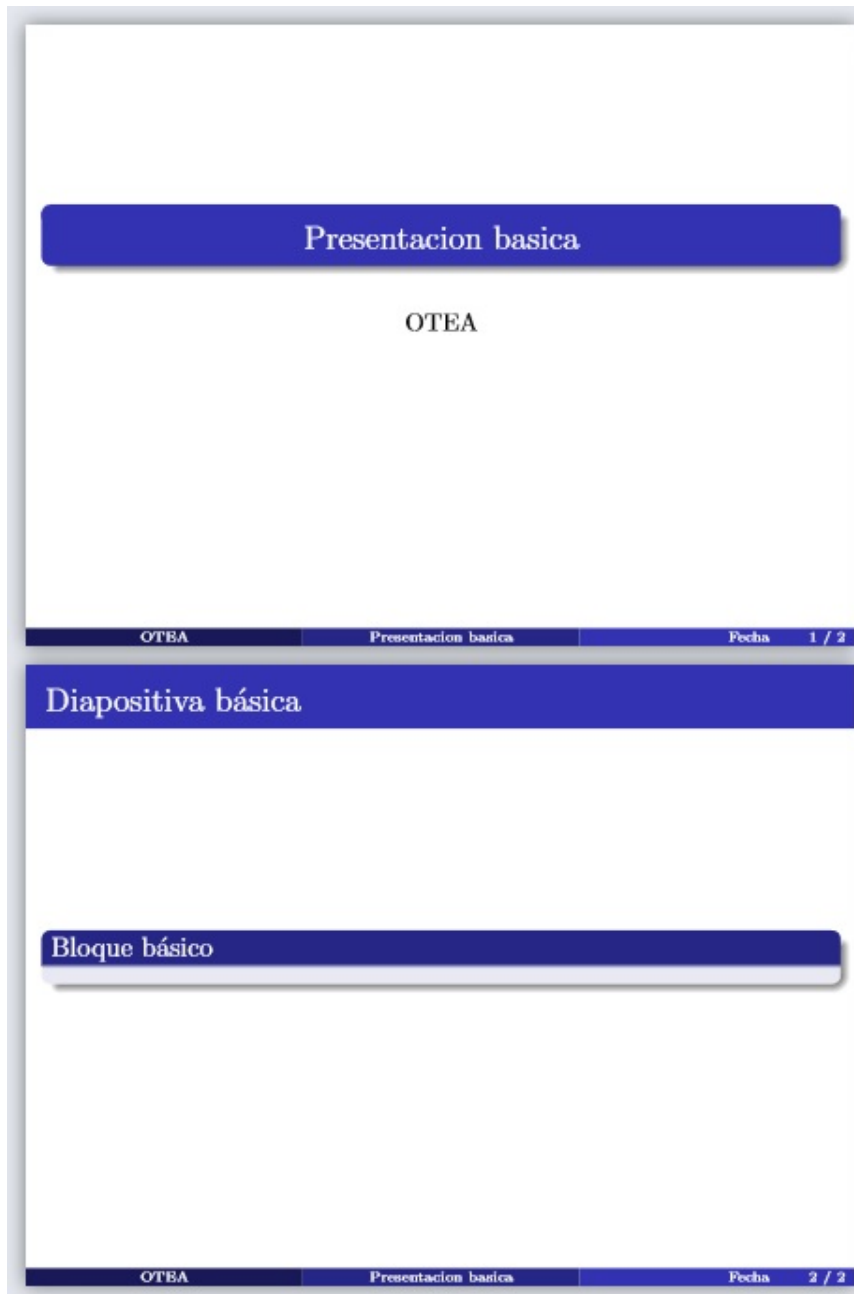 Presentacion basica
OTEA
OTEA Presentacion basica Fecha 1 / 2
Diapositiva básica
Bloque básico
OTEA Presentacion basica Fecha 2 / 2